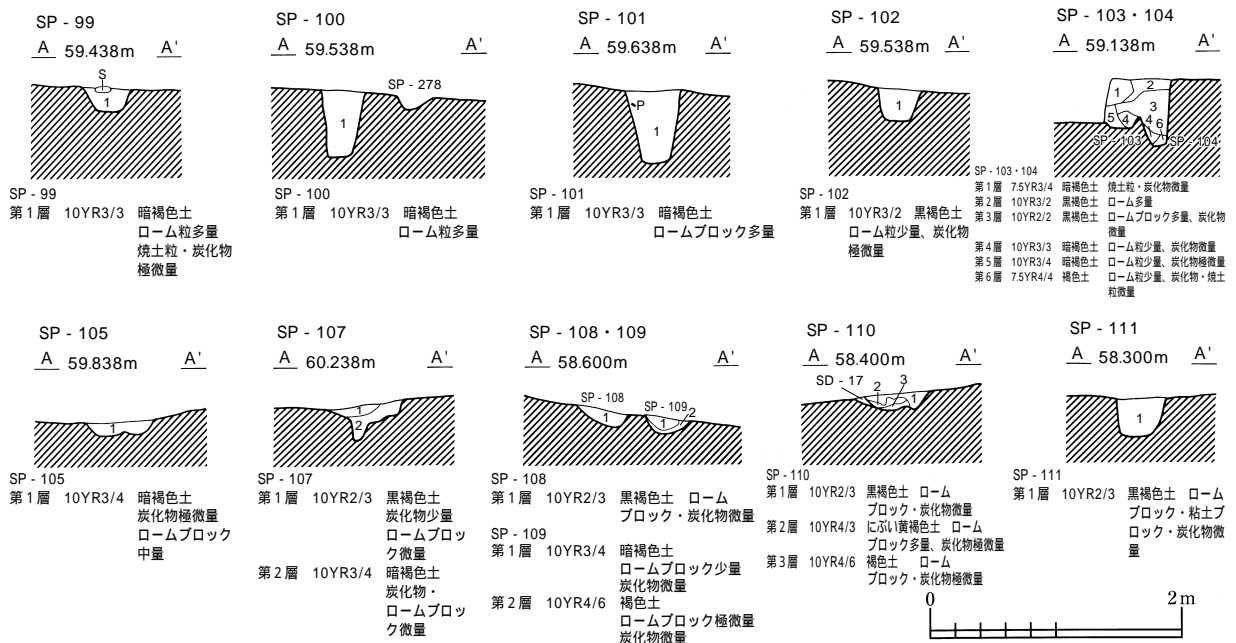 SP - 99
A 59.438m A'
S
1
SP - 99
第1層 10YR3/3 暗褐色土
ローム粒多量
焼土粒・炭化物
極微量
SP - 100
A 59.538m A'
SP - 278
1
SP - 100
第1層 10YR3/3 暗褐色土
ローム粒多量
SP - 101
A 59.638m A'
P
1
SP - 101
第1層 10YR3/3 暗褐色土
ロームブロック多量
SP - 102
A 59.538m A'
1
SP - 102
第1層 10YR3/2 黒褐色土
ローム粒少量、炭化物
極微量
SP - 103・104
A 59.138m A'
1 2
3
5 4 4 6
SP - 103 SP - 104
SP - 103・104
第1層 7.5YR3/4 暗褐色土 焼土粒・炭化物微量
第2層 10YR3/2 黒褐色土 ローム多量
第3層 10YR2/2 黒褐色土 ロームブロック多量、炭化物
微量
第4層 10YR3/3 暗褐色土 ローム粒少量、炭化物微量
第5層 10YR3/4 暗褐色土 ローム粒少量、炭化物極微量
第6層 7.5YR4/4 褐色土 ローム粒少量、炭化物・焼土
粒微量
SP - 105
A 59.838m A'
1
SP - 105
第1層 10YR3/4 暗褐色土
炭化物極微量
ロームブロック
中量
SP - 107
A 60.238m A'
1
2
SP - 107
第1層 10YR2/3 黒褐色土
炭化物少量
ロームブロッ
ク微量
第2層 10YR3/4 暗褐色土
炭化物・
ロームブロッ
ク微量
SP - 108・109
A 58.600m A'
SP - 108
1
SP - 109 2
1
SP - 108
第1層 10YR2/3 黒褐色土 ローム
ブロック・炭化物微量
SP - 109
第1層 10YR3/4 暗褐色土
ロームブロック少量
炭化物微量
第2層 10YR4/6 褐色土
ロームブロック極微量
炭化物微量
SP - 110
A 58.400m A'
SD - 17 2 3
1
SP - 110
第1層 10YR2/3 黒褐色土 ローム
ブロック・炭化物微量
第2層 10YR4/3 にぶい黄褐色土 ローム
ブロック多量、炭化物極微量
第3層 10YR4/6 褐色土 ローム
ブロック・炭化物極微量
SP - 111
A 58.300m A'
1
SP - 111
第1層 10YR2/3 黒褐色土 ローム
ブロック・粘土ブ
ロック・炭化物微
量
0 2m